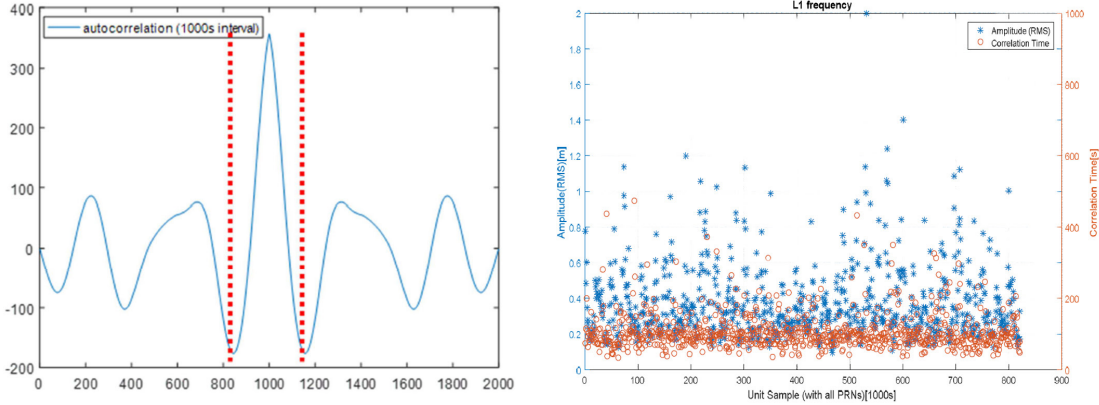 400
autocorrelation (1000s interval)
300
200
100
0
-100
-200
0 200 400 600 800 1000 1200 1400 1600 1800 2000
L1 frequency
2 1000
Amplitude (RMS)
Correlation Time
1.8
1.6 800
1.4
1.2 600
1
0.8 400
0.6
0.4 200
0.2
0 0
Amplitude(RMS)[m]
Correlation Time[s]
0 100 200 300 400 500 600 700 800 900
Unit Sample (with all PRNs)[1000s]